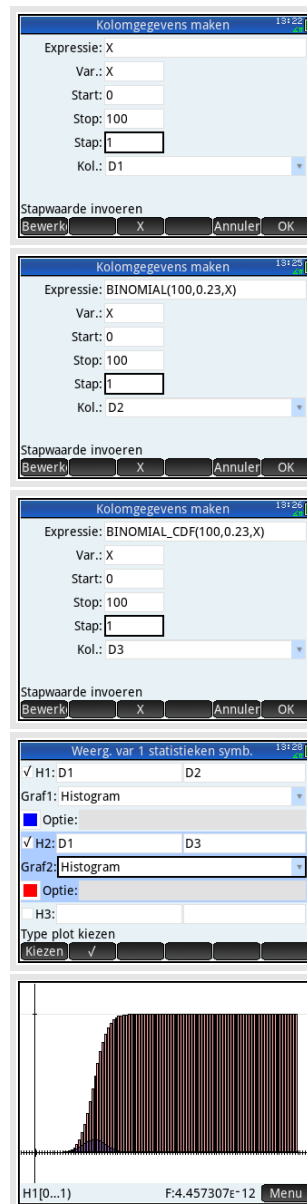 Kolomgegevens maken 13:22
Expressie: X
Var.: X
Start: 0
Stop: 100
Stap: 1
Kol.: D1
Stapwaarde invoeren
Bewerk X Annuler OK
Kolomgegevens maken 13:25
Expressie: BINOMIAL(100,0.23,X)
Var.: X
Start: 0
Stop: 100
Stap: 1
Kol.: D2
Stapwaarde invoeren
Bewerk X Annuler OK
Kolomgegevens maken 13:26
Expressie: BINOMIAL_CDF(100,0.23,X)
Var.: X
Start: 0
Stop: 100
Stap: 1
Kol.: D3
Stapwaarde invoeren
Bewerk X Annuler OK
Weerg. var 1 statistieken symb. 13:28
√ H1: D1 D2
Graf1: Histogram
Optie:
√ H2: D1 D3
Graf2: Histogram
Optie:
H3:
Type plot kiezen
Kiezen √
H1[0...1) F:4.457307E-12 Menu